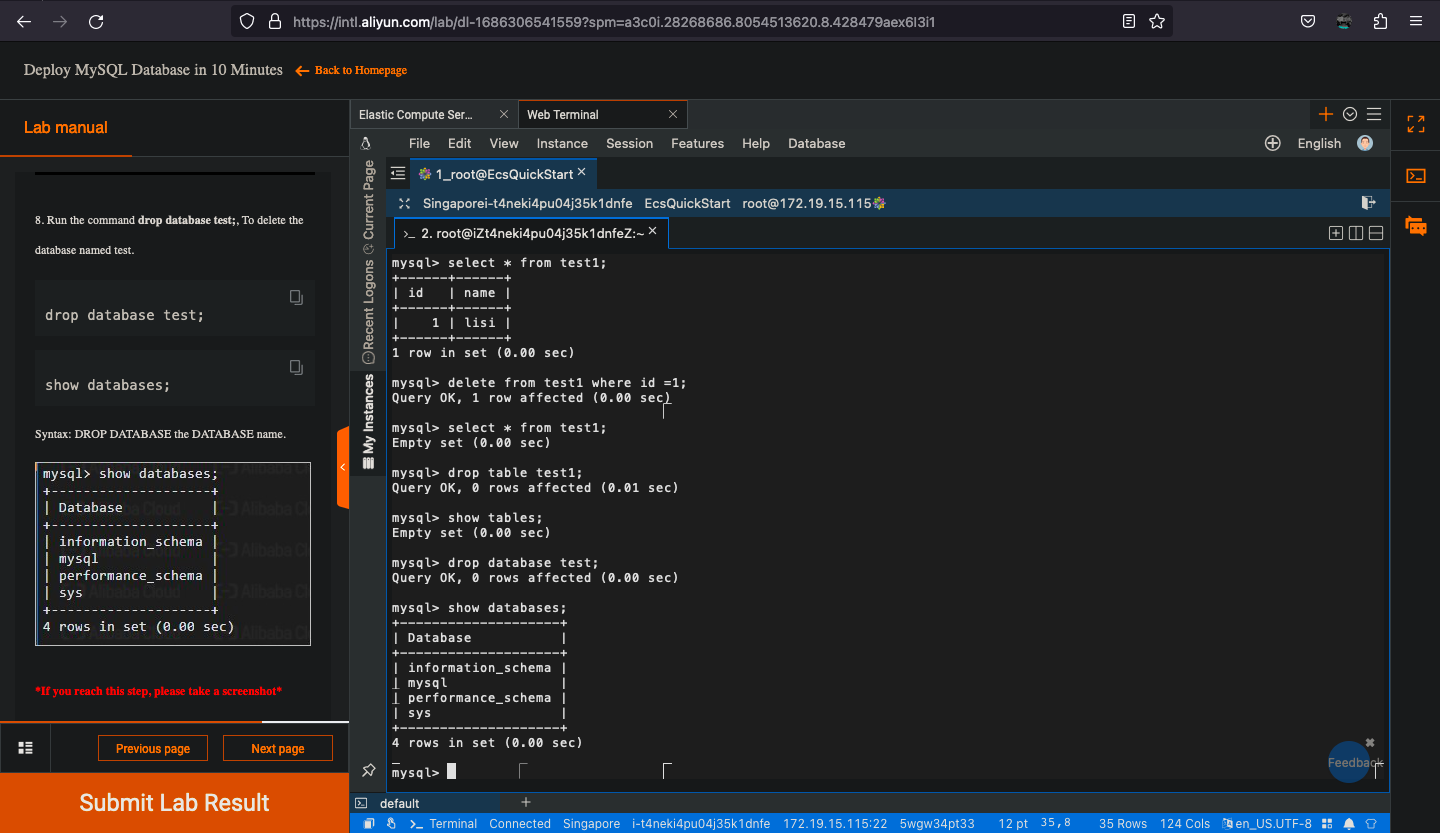 https://intl.aliyun.com/lab/dl-1686306541559?spm=a3c0i.28268686.8054513620.8.428479aex6l3i1
Deploy MySQL Database in 10 Minutes
Back to Homepage
Lab manual
8. Run the command drop database test;, To delete the
database named test.
drop database test;
show databases;
Syntax: DROP DATABASE the DATABASE name.
mysql> show databases;
+--------------------+
| Database           |
+--------------------+
| information_schema |
| mysql              |
| performance_schema |
| sys                |
+--------------------+
4 rows in set (0.00 sec)
*If you reach this step, please take a screenshot*
Previous page
Next page
Submit Lab Result
Elastic Compute Ser...
Web Terminal
File Edit View Instance Session Features Help Database
English
Current Page
Recent Logons
My Instances
1_root@EcsQuickStart
Singaporei-t4neki4pu04j35k1dnfe EcsQuickStart root@172.19.15.115
>_ 2. root@iZt4neki4pu04j35k1dnfeZ:~
mysql> select * from test1;
+------+------+
| id   | name |
+------+------+
|    1 | lisi |
+------+------+
1 row in set (0.00 sec)
mysql> delete from test1 where id =1;
Query OK, 1 row affected (0.00 sec)
mysql> select * from test1;
Empty set (0.00 sec)
mysql> drop table test1;
Query OK, 0 rows affected (0.01 sec)
mysql> show tables;
Empty set (0.00 sec)
mysql> drop database test;
Query OK, 0 rows affected (0.00 sec)
mysql> show databases;
+--------------------+
| Database           |
+--------------------+
| information_schema |
| mysql              |
| performance_schema |
| sys                |
+--------------------+
4 rows in set (0.00 sec)
mysql>
Feedback
default
Terminal Connected Singapore i-t4neki4pu04j35k1dnfe 172.19.15.115:22 5wgw34pt33 12 pt 35,8 35 Rows 124 Cols en_US.UTF-8